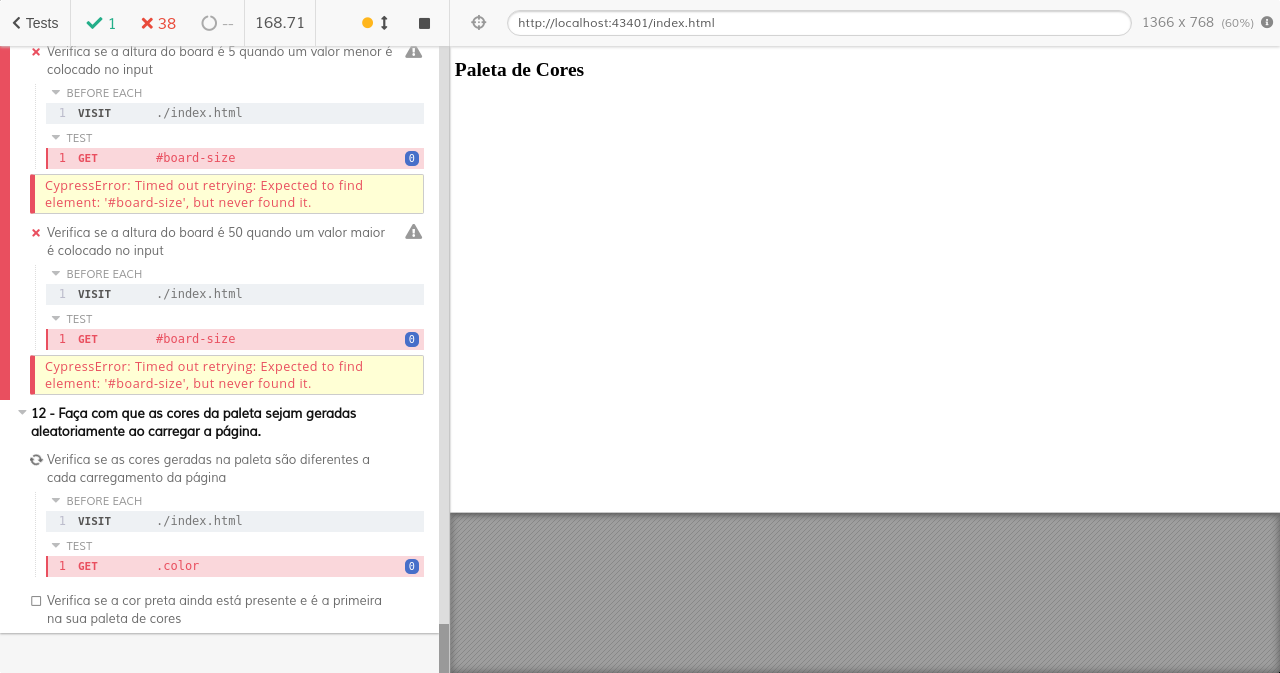 Tests 1 38 -- 168.71 http://localhost:43401/index.html 1366 x 768 (60%)
Verifica se a altura do board é 5 quando um valor menor é
colocado no input
BEFORE EACH
1 VISIT ./index.html
TEST
1 GET #board-size 0
CypressError: Timed out retrying: Expected to find
element: '#board-size', but never found it.
Verifica se a altura do board é 50 quando um valor maior
é colocado no input
BEFORE EACH
1 VISIT ./index.html
TEST
1 GET #board-size 0
CypressError: Timed out retrying: Expected to find
element: '#board-size', but never found it.
12 - Faça com que as cores da paleta sejam geradas
aleatoriamente ao carregar a página.
Verifica se as cores geradas na paleta são diferentes a
cada carregamento da página
BEFORE EACH
1 VISIT ./index.html
TEST
1 GET .color 0
Verifica se a cor preta ainda está presente e é a primeira
na sua paleta de cores
Paleta de Cores